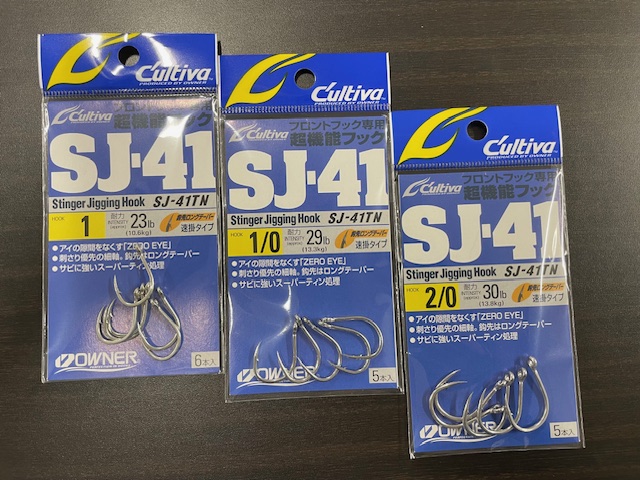 C'ultiva
PRODUCED BY OWNER
C'ultiva
超機能フック
SJ-41
Stinger Jigging Hook SJ-41TN
HOOK
1
耐力
INTENSITY
23lb
(10.6kg)
鈎先ロングテーパー
速掛タイプ
•アイの隙間をなくす「ZERO EYE」
•刺さり優先の細軸。鈎先はロングテーパー
•サビに強いスーパーティン処理
OWNER
6本入
C'ultiva
PRODUCED BY OWNER
C'ultiva
フロントフック専用
超機能フック
SJ-41
Stinger Jigging Hook SJ-41TN
HOOK
1/0
耐力
INTENSITY
29lb
(13.3kg)
鈎先ロングテーパー
速掛タイプ
•アイの隙間をなくす「ZERO EYE」
•刺さり優先の細軸。鈎先はロングテーパー
•サビに強いスーパーティン処理
OWNER
5本入
C'ultiva
PRODUCED BY OWNER
C'ultiva
フロントフック専用
超機能フック
SJ-41
Stinger Jigging Hook SJ-41TN
HOOK
2/0
耐力
INTENSITY
30lb
(13.8kg)
鈎先ロングテーパー
速掛タイプ
•アイの隙間をなくす「ZERO EYE」
•刺さり優先の細軸。鈎先はロングテーパー
•サビに強いスーパーティン処理
OWNER
5本入